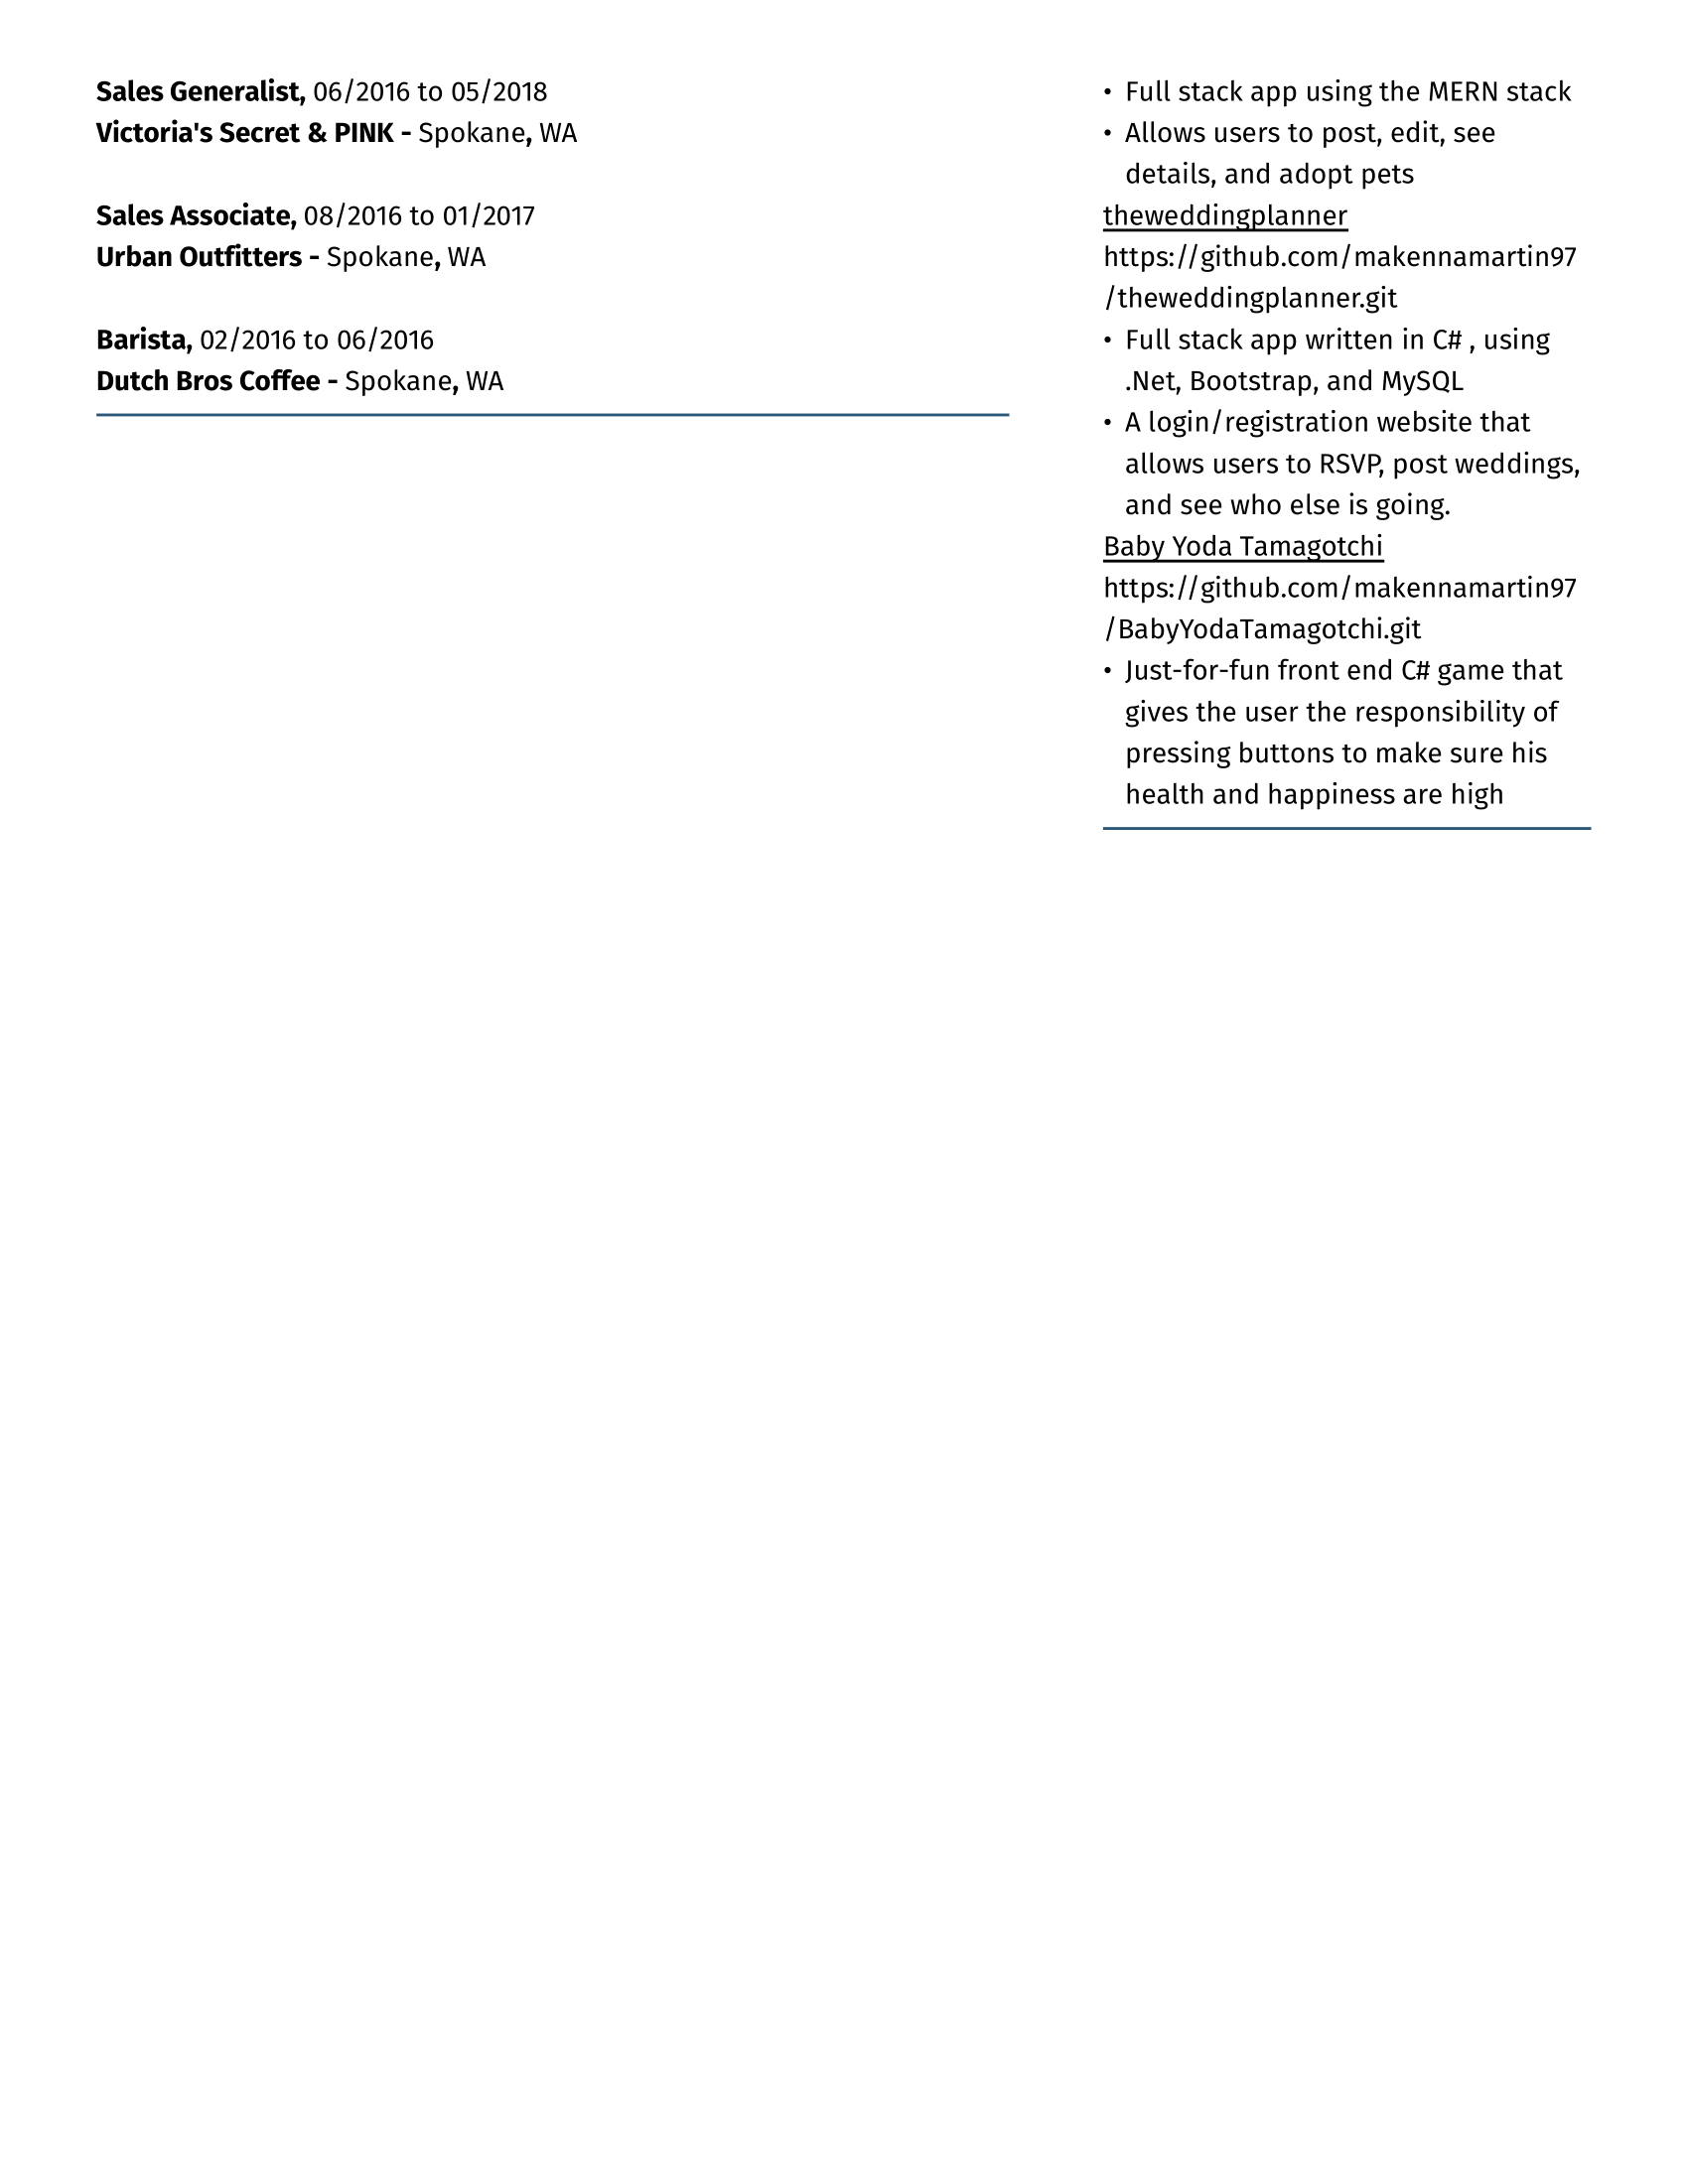 Sales Generalist, 06/2016 to 05/2018
Victoria's Secret & PINK - Spokane, WA
Sales Associate, 08/2016 to 01/2017
Urban Outfitters - Spokane, WA
Barista, 02/2016 to 06/2016
Dutch Bros Coffee - Spokane, WA
• Full stack app using the MERN stack
• Allows users to post, edit, see
details, and adopt pets
theweddingplanner
https://github.com/makennamartin97
/theweddingplanner.git
• Full stack app written in C# , using
.Net, Bootstrap, and MySQL
• A login/registration website that
allows users to RSVP, post weddings,
and see who else is going.
Baby Yoda Tamagotchi
https://github.com/makennamartin97
/BabyYodaTamagotchi.git
• Just-for-fun front end C# game that
gives the user the responsibility of
pressing buttons to make sure his
health and happiness are high